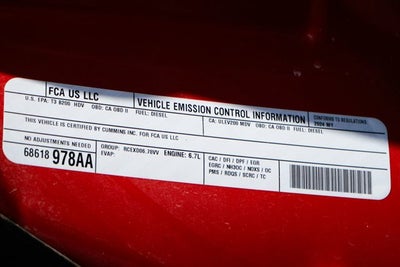 FCA US LLC
VEHICLE EMISSION CONTROL INFORMATION
CONFORMS TO REGULATIONS
2024 MY
U.S. EPA: T3 B200 HDV OBD: CA OBD II FUEL: DIESEL
CA: ULEV200 MDV OBD: CA OBD II FUEL: DIESEL
THIS VEHICLE IS CERTIFIED BY CUMMINS INC. FOR FCA US LLC
NO ADJUSTMENTS NEEDED
68618 978AA
GROUP: RCEXD06.70VV ENGINE: 6.7L
EVAP:
CAC / DFI / DPF / EGR
EGRC / NH3OC / NOXS / OC
PMS / RDQS / SCRC / TC